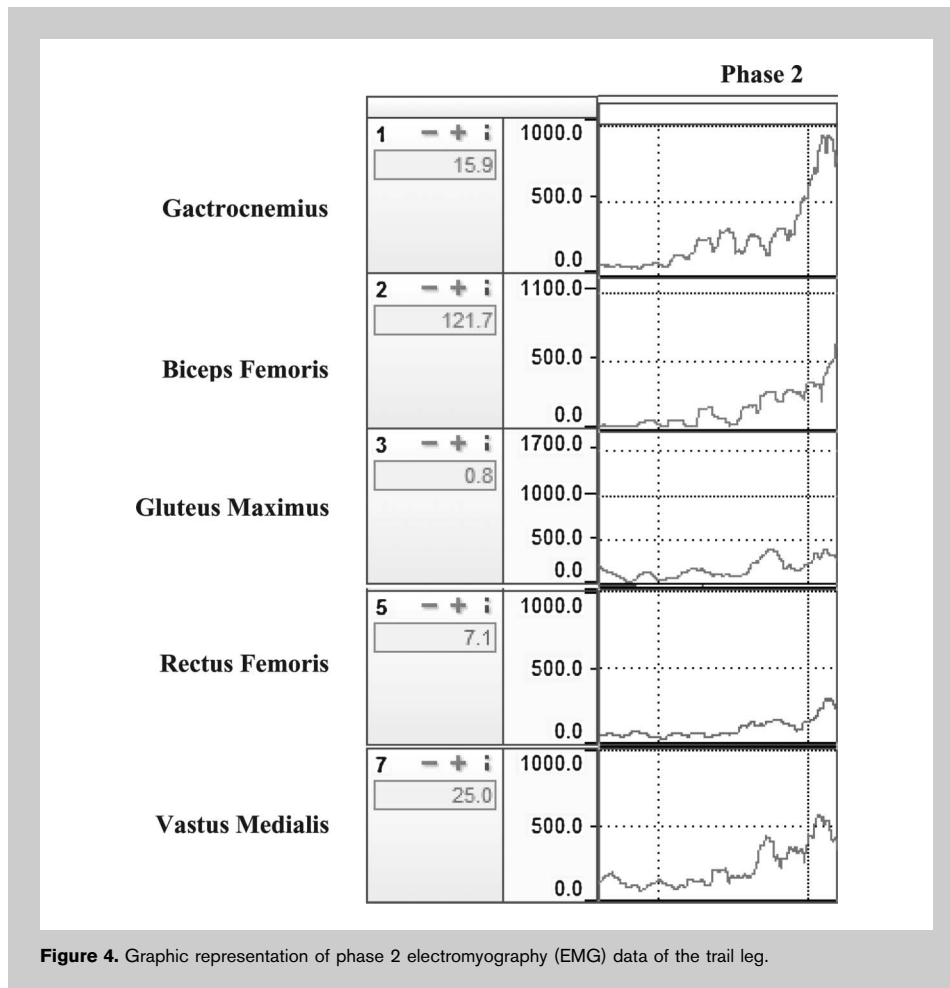 Phase 2
1 − + i 1000.0
15.9
Gactrocnemius 500.0
0.0
2 − + i 1100.0
121.7
Biceps Femoris 500.0
0.0
3 − + i 1700.0
0.8
Gluteus Maximus 1000.0
500.0
0.0
5 − + i 1000.0
7.1
Rectus Femoris 500.0
0.0
7 − + i 1000.0
25.0
Vastus Medialis 500.0
0.0
Figure 4. Graphic representation of phase 2 electromyography (EMG) data of the trail leg.